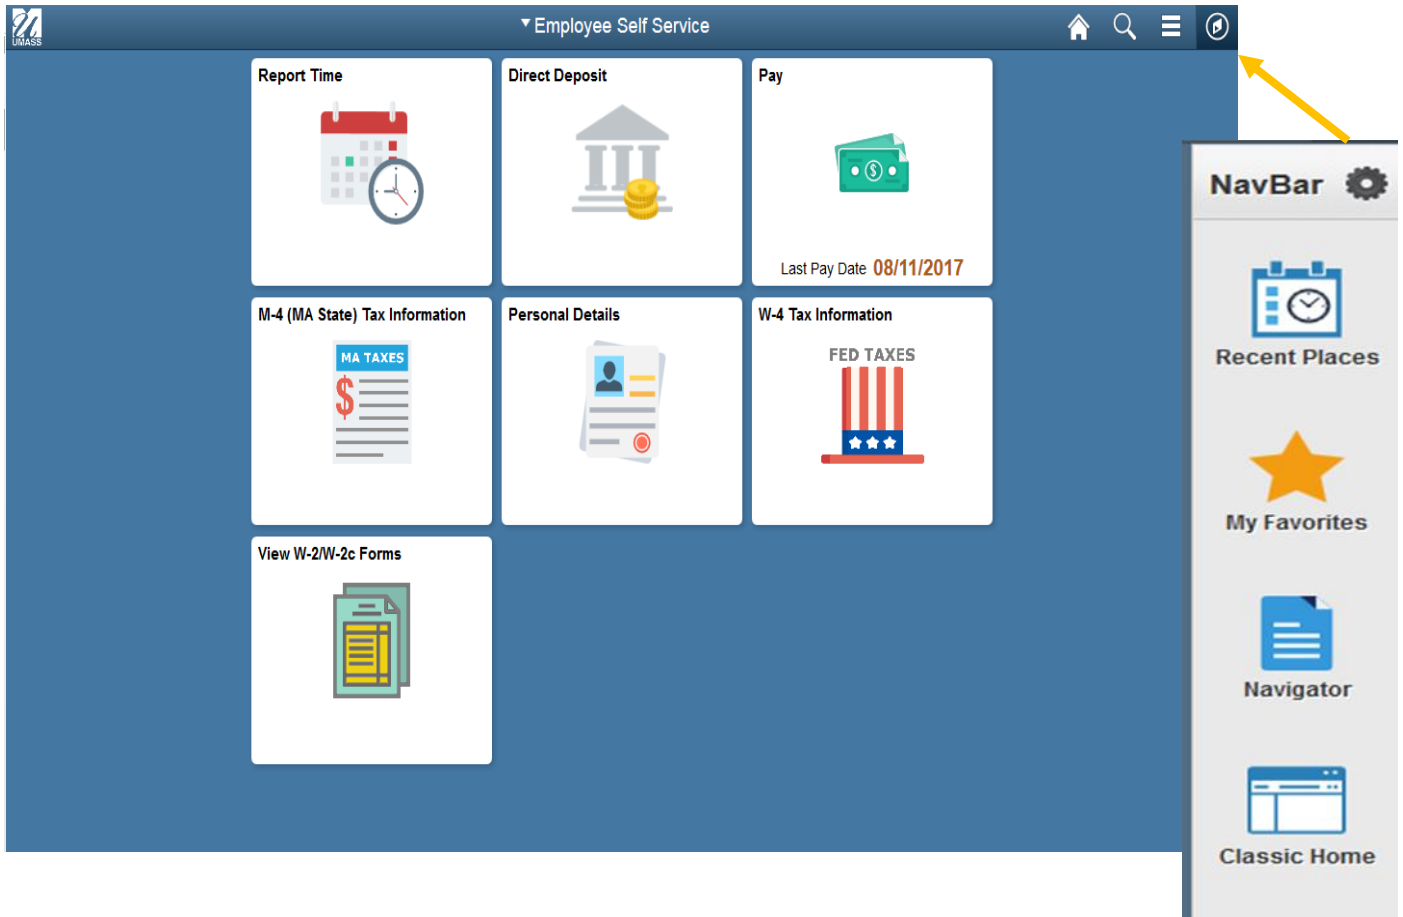 UMASS
Employee Self Service
Report Time
Direct Deposit
Pay
$
Last Pay Date 08/11/2017
M-4 (MA State) Tax Information
MA TAXES
$
Personal Details
W-4 Tax Information
FED TAXES
View W-2/W-2c Forms
NavBar
Recent Places
My Favorites
Navigator
Classic Home